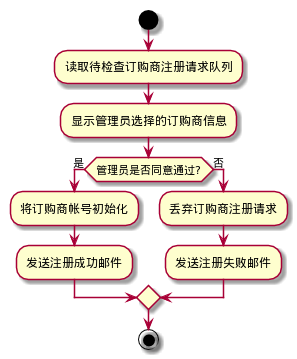 读取待检查订购商注册请求队列
显示管理员选择的订购商信息
管理员是否同意通过?
是
否
将订购商帐号初始化
丢弃订购商注册请求
发送注册成功邮件
发送注册失败邮件